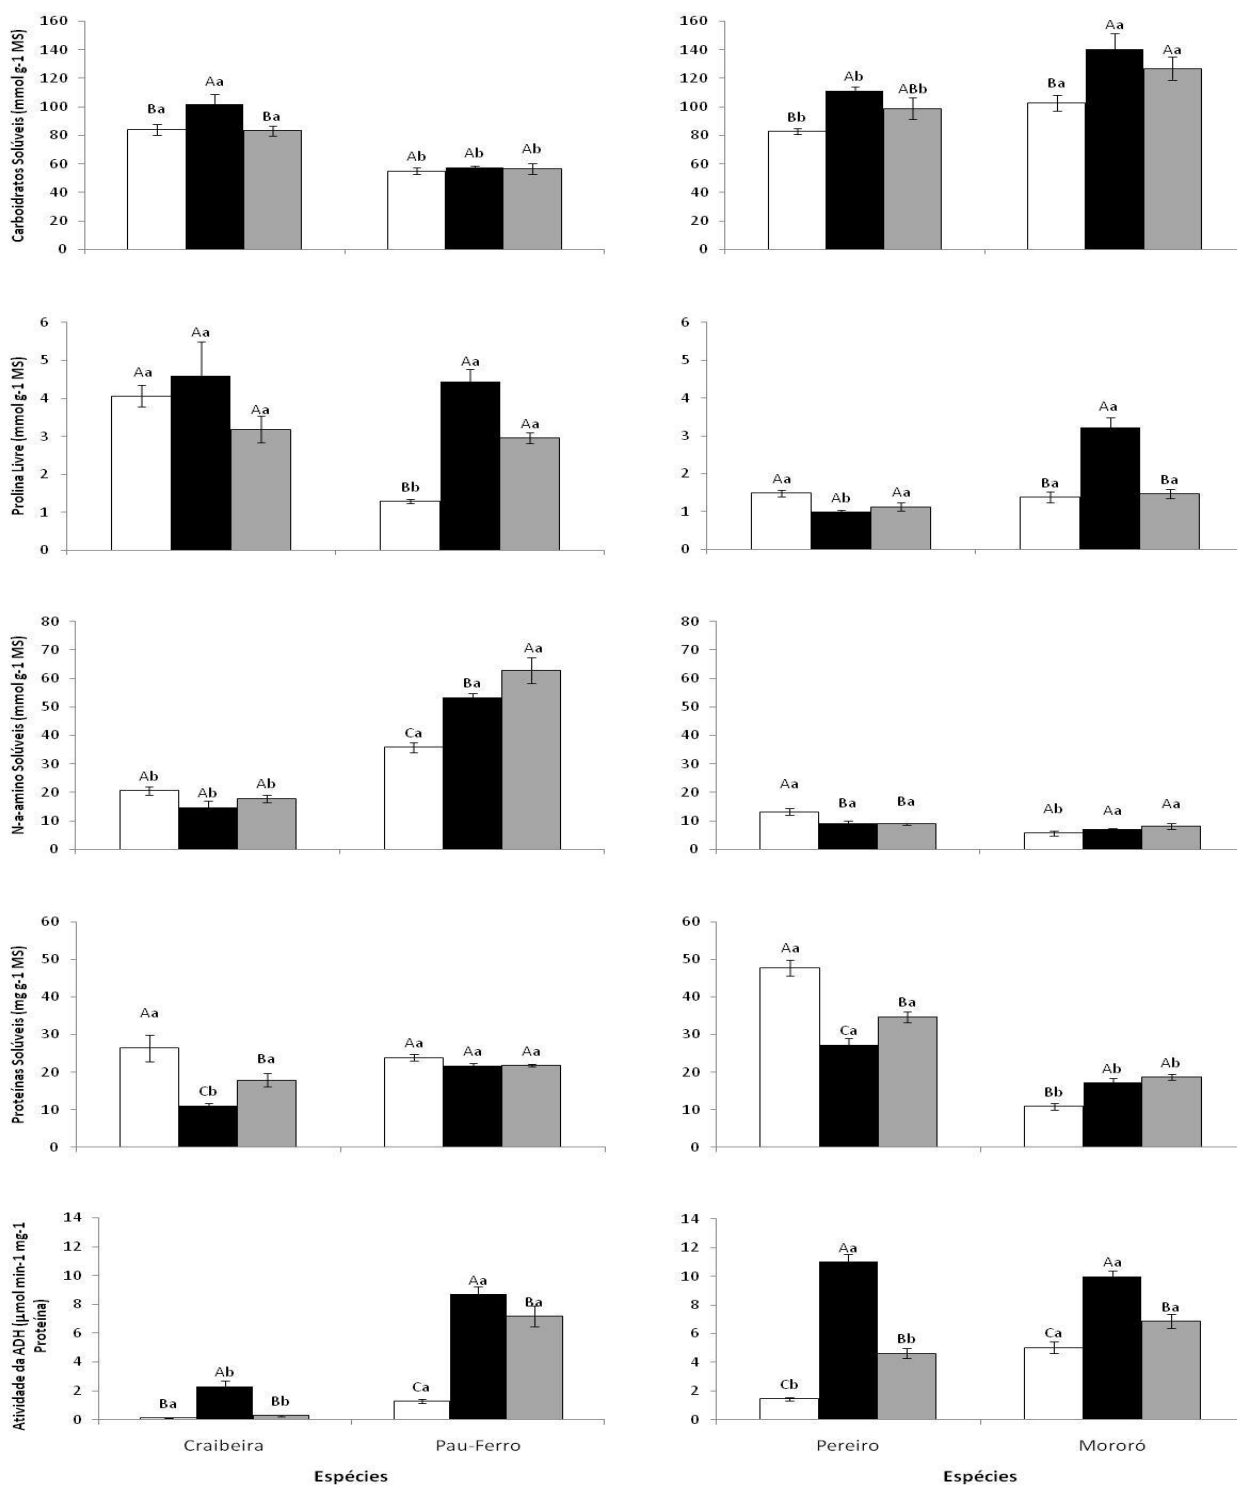 Carboidratos Solúveis (mmol g-1 MS)
160
140
120
100
80
60
40
20
0
Ba
Aa
Ba
Ab
Ab
Ab
160
140
120
100
80
60
40
20
0
Bb
Ab
ABb
Ba
Aa
Aa
Prolina Livre (mmol g-1 MS)
6
5
4
3
2
1
0
Aa
Aa
Aa
Bb
Aa
Aa
6
5
4
3
2
1
0
Aa
Ab
Aa
Ba
Aa
Ba
N-a-amino Solúveis (mmol g-1 MS)
80
70
60
50
40
30
20
10
0
Ab
Ab
Ab
Ca
Ba
Aa
80
70
60
50
40
30
20
10
0
Aa
Ba
Ba
Ab
Aa
Aa
Proteínas Solúveis (mg g-1 MS)
60
50
40
30
20
10
0
Aa
Cb
Ba
Aa
Aa
Aa
60
50
40
30
20
10
0
Aa
Ca
Ba
Bb
Ab
Ab
Atividade da ADH (µmol min-1 mg-1
Proteína)
14
12
10
8
6
4
2
0
Ba
Ab
Bb
Ca
Aa
Ba
Craibeira
Pau-Ferro
Espécies
14
12
10
8
6
4
2
0
Cb
Aa
Bb
Ca
Aa
Ba
Pereiro
Mororó
Espécies